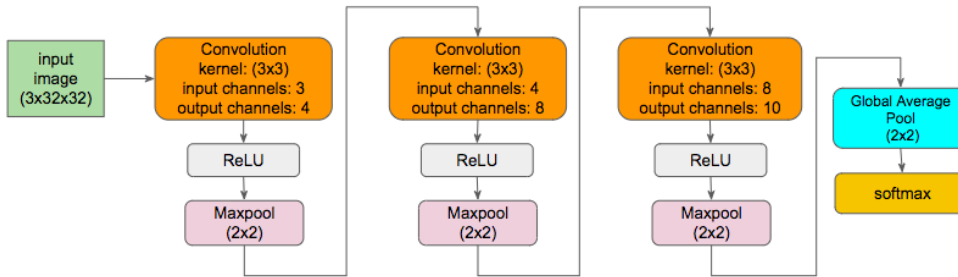 input
image
(3x32x32)
Convolution
kernel: (3x3)
input channels: 3
output channels: 4
ReLU
Maxpool
(2x2)
Convolution
kernel: (3x3)
input channels: 4
output channels: 8
ReLU
Maxpool
(2x2)
Convolution
kernel: (3x3)
input channels: 8
output channels: 10
ReLU
Maxpool
(2x2)
Global Average
Pool
(2x2)
softmax